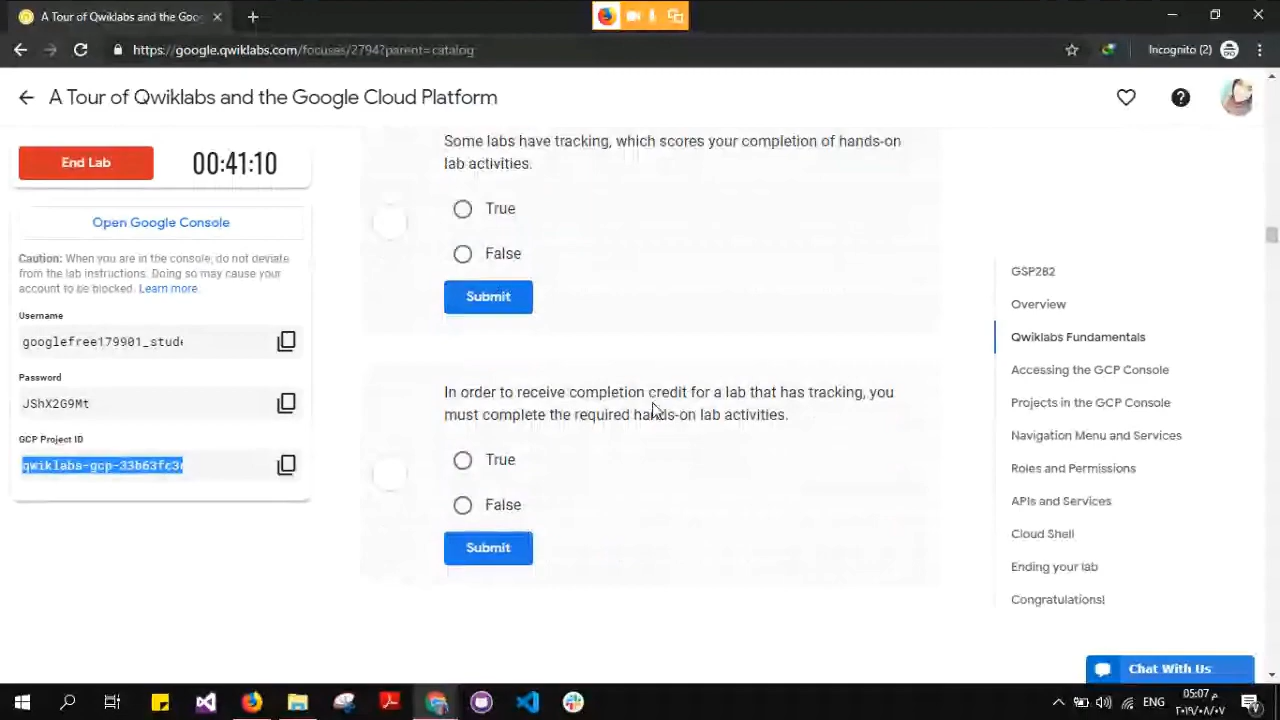 A Tour of Qwiklabs and the Goo
https://google.qwiklabs.com/focuses/2794?parent=catalog
Incognito (2)
A Tour of Qwiklabs and the Google Cloud Platform
End Lab
00:41:10
Open Google Console
Caution: When you are in the console, do not deviate
from the lab instructions. Doing so may cause your
account to be blocked. Learn more.
Username
googlefree179901_stude
Password
JShX2G9Mt
GCP Project ID
qwiklabs-gcp-33b63fc3
Some labs have tracking, which scores your completion of hands-on
lab activities.
True
False
Submit
In order to receive completion credit for a lab that has tracking, you
must complete the required hands-on lab activities.
True
False
Submit
GSP282
Overview
Qwiklabs Fundamentals
Accessing the GCP Console
Projects in the GCP Console
Navigation Menu and Services
Roles and Permissions
APIs and Services
Cloud Shell
Ending your lab
Congratulations!
Chat With Us
ENG
05:07 م
٢٠١٩/٠٨/٠٧